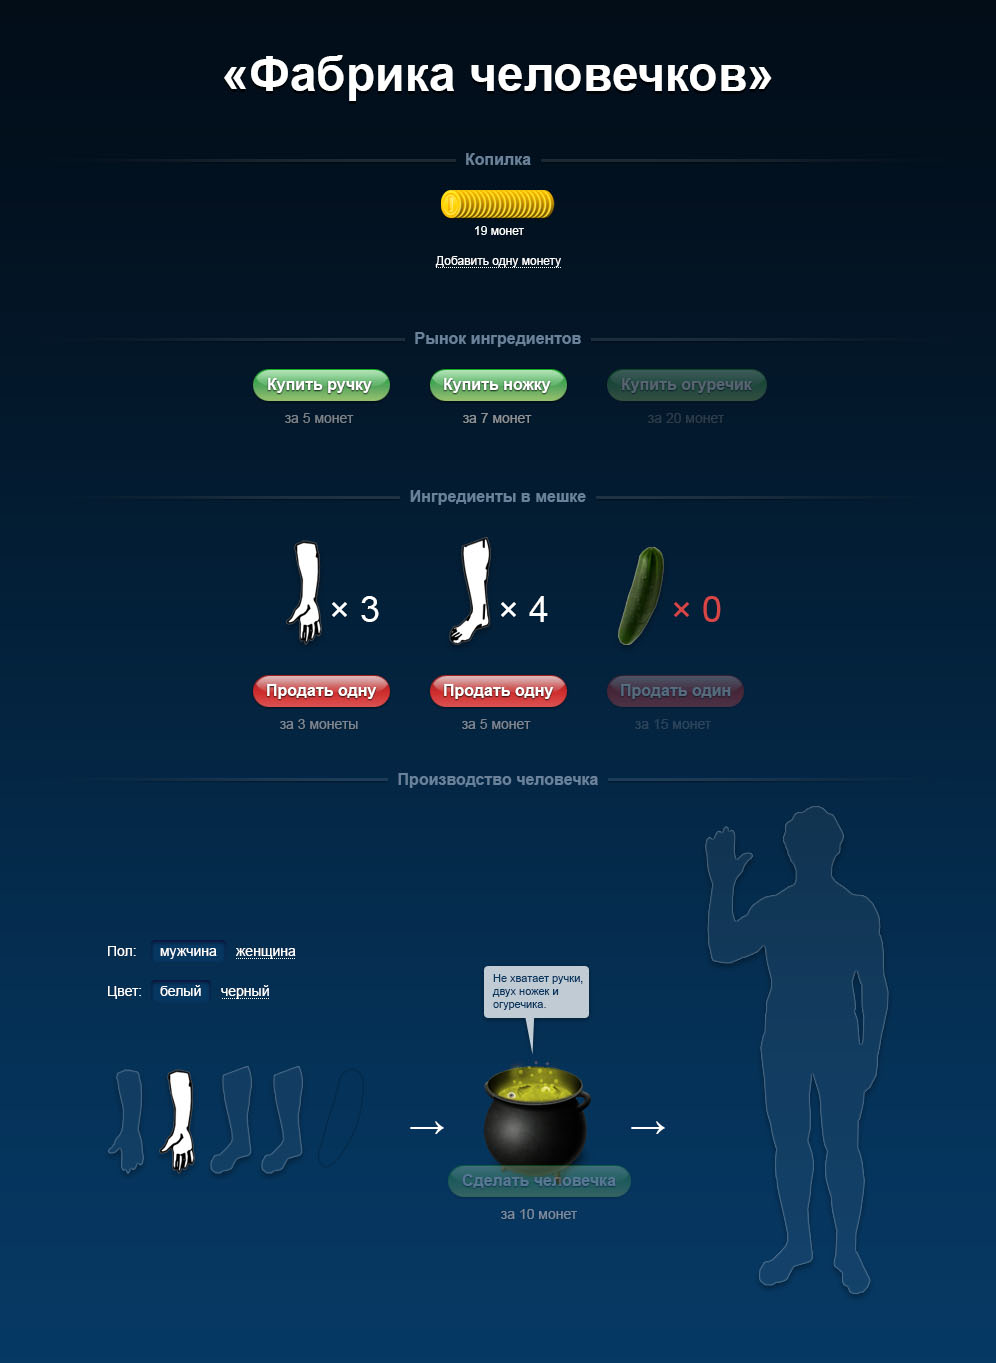 «Фабрика человечков»
Копилка
19 монет
Добавить одну монету
Рынок ингредиентов
Купить ручку
Купить ножку
Купить огуречик
за 5 монет
за 7 монет
за 20 монет
Ингредиенты в мешке
× 3
× 4
× 0
Продать одну
Продать одну
Продать один
за 3 монеты
за 5 монет
за 15 монет
Производство человечка
Пол: мужчина женщина
Цвет: белый черный
Не хватает ручки,
двух ножек и
огуречика.
→ →
Сделать человечка
за 10 монет